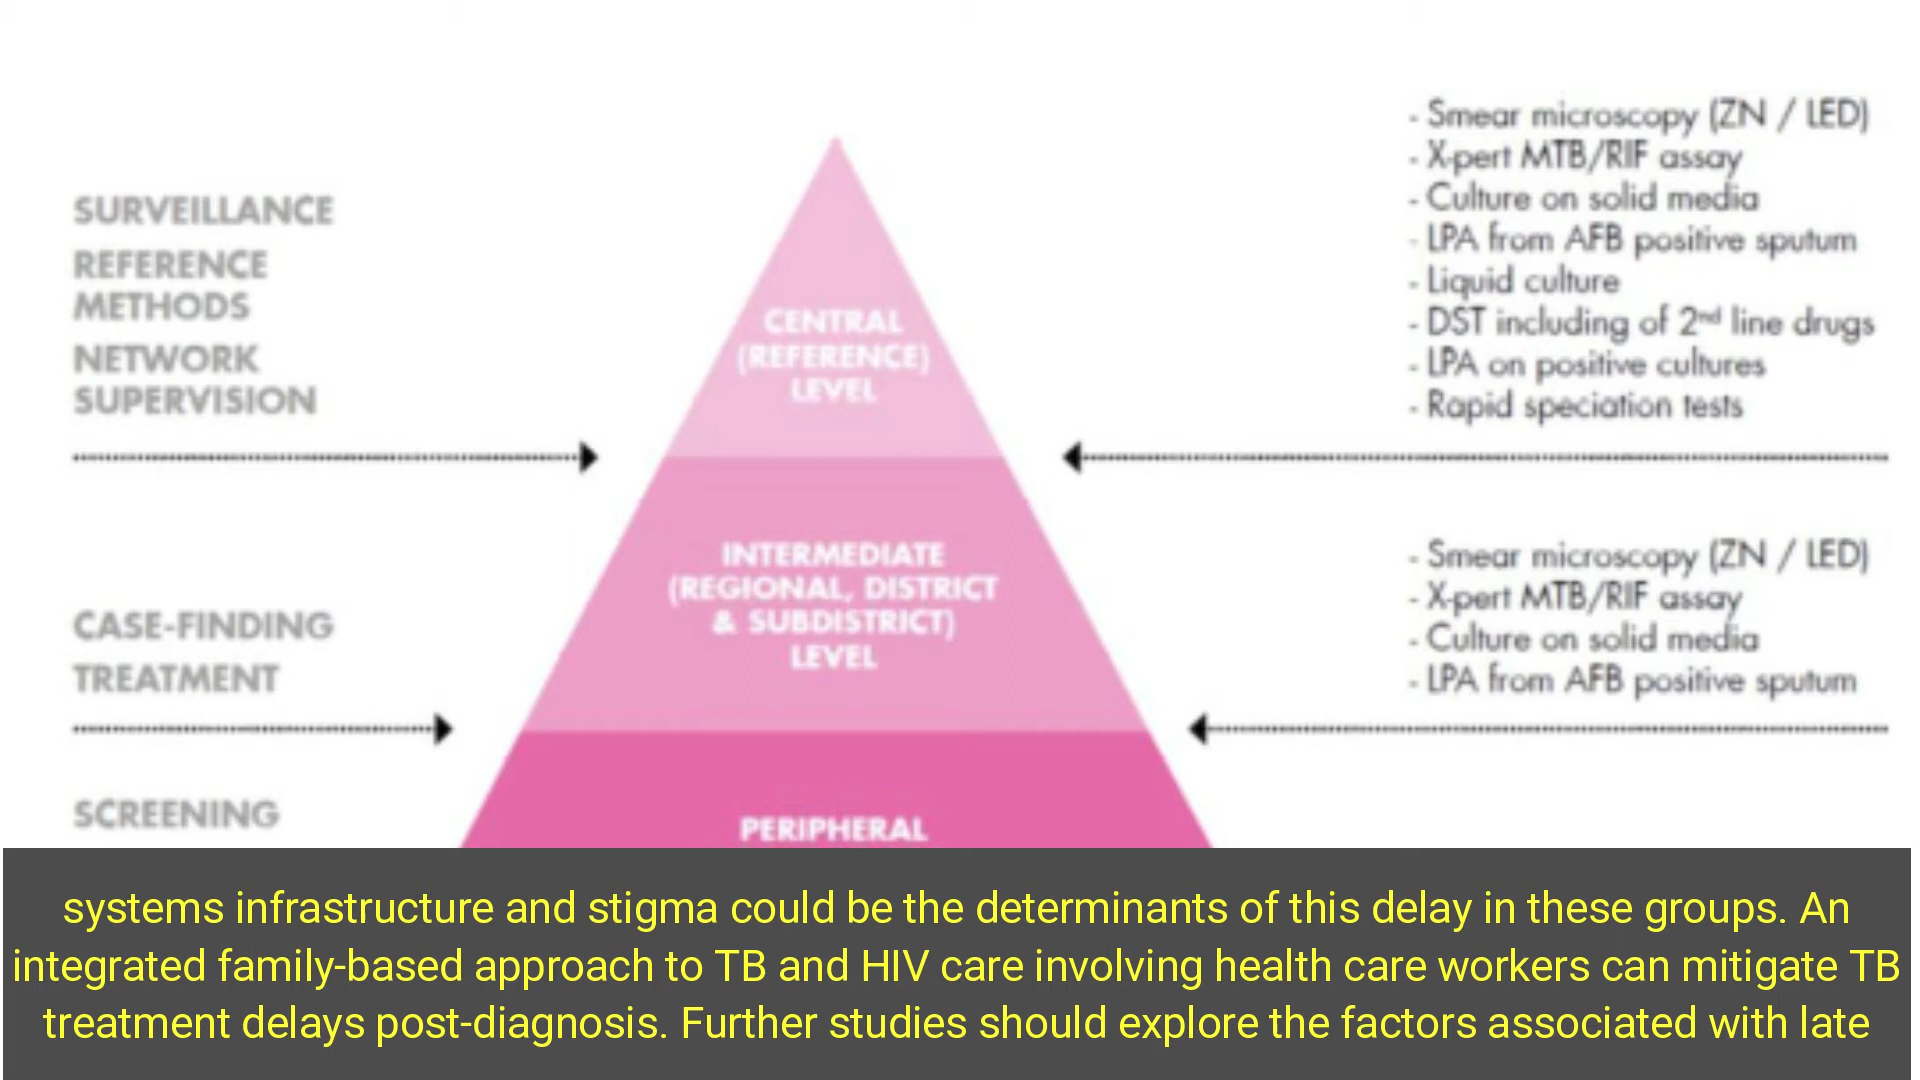 SURVEILLANCE
REFERENCE
METHODS
NETWORK
SUPERVISION
CENTRAL
(REFERENCE)
LEVEL
- Smear microscopy (ZN / LED)
- X-pert MTB/RIF assay
- Culture on solid media
- LPA from AFB positive sputum
- Liquid culture
- DST including of 2nd line drugs
- LPA on positive cultures
- Rapid speciation tests
CASE-FINDING
TREATMENT
INTERMEDIATE
(REGIONAL, DISTRICT
& SUBDISTRICT)
LEVEL
- Smear microscopy (ZN / LED)
- X-pert MTB/RIF assay
- Culture on solid media
- LPA from AFB positive sputum
SCREENING
PERIPHERAL
systems infrastructure and stigma could be the determinants of this delay in these groups. An
integrated family-based approach to TB and HIV care involving health care workers can mitigate TB
treatment delays post-diagnosis. Further studies should explore the factors associated with late